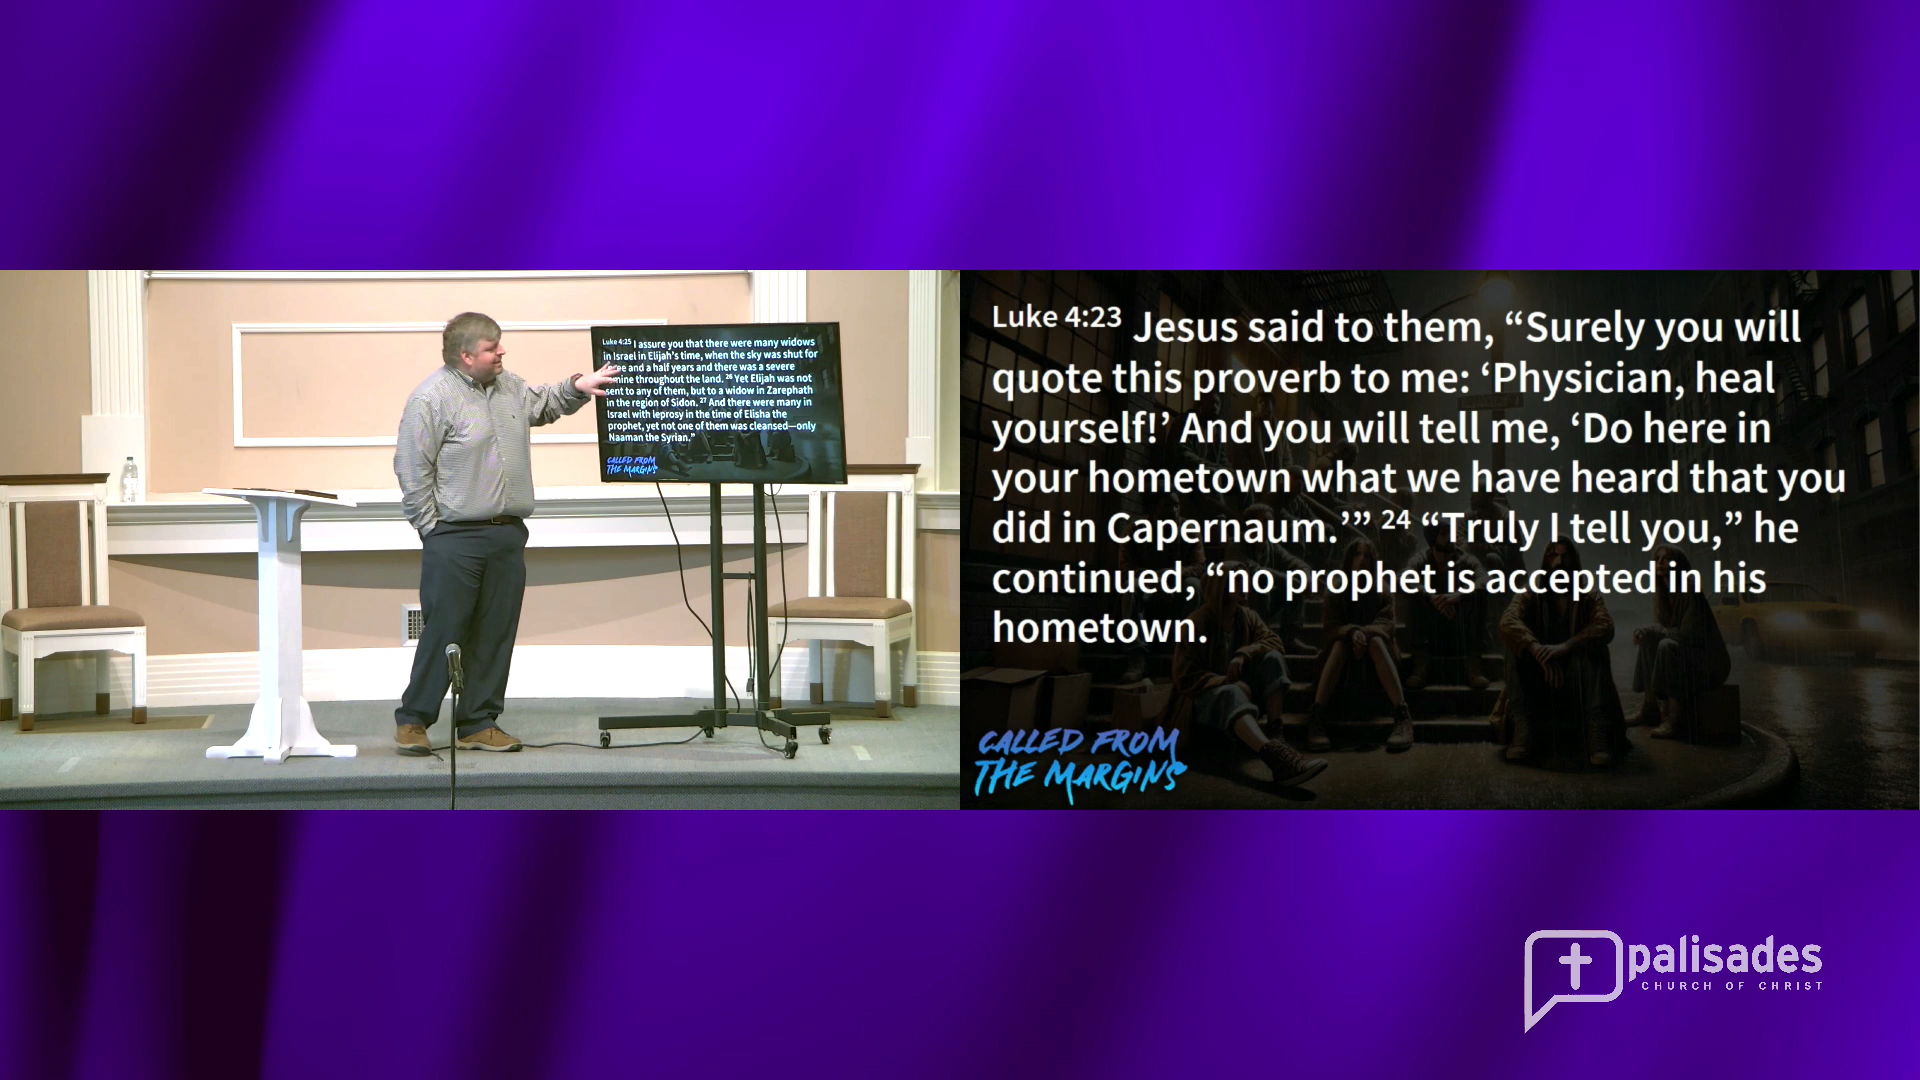 Luke 4:25 I assure you that there were many widows
in Israel in Elijah's time, when the sky was shut for
and a half years and there was a severe
throughout the land. 26 Yet Elijah was not
sent to any of them, but to a widow in Zarephath
in the region of Sidon. 27 And there were many in
Israel with leprosy in the time of Elisha the
prophet, yet not one of them was cleansed—only
Naaman the Syrian."
CALLED FROM
THE MARGINS
Luke 4:23 Jesus said to them, “Surely you will
quote this proverb to me: ‘Physician, heal
yourself!’ And you will tell me, ‘Do here in
your hometown what we have heard that you
did in Capernaum.’” 24 “Truly I tell you,” he
continued, “no prophet is accepted in his
hometown.
CALLED FROM
THE MARGINS
palisades
CHURCH OF CHRIST